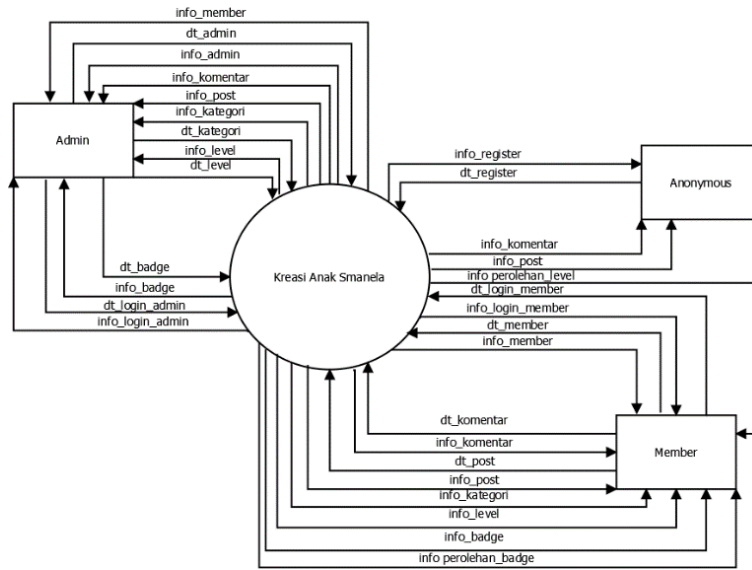 info_member
dt_admin
info_admin
info_komentar
info_post
info_kategori
dt_kategori
info_level
dt_level
Admin
info_register
dt_register
Anonymous
Kreasi Anak Smanela
info_komentar
info_post
info perolehan_level
dt_login_member
info_login_member
dt_member
info_member
dt_badge
info_badge
dt_login_admin
info_login_admin
dt_komentar
info_komentar
dt_post
info_post
info_kategori
info_level
info_badge
info perolehan_badge
Member